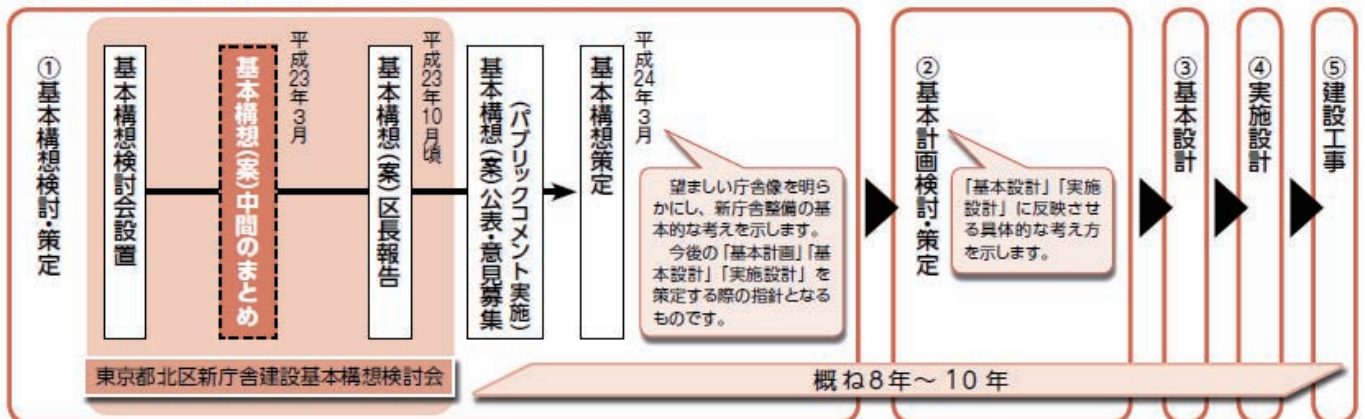 ①基本構想検討・策定
基本構想検討会設置
基本構想(案)中間のまとめ
平成23年3月
基本構想(案)区長報告
平成23年10月頃
基本構想(案)公表・意見募集
(パブリックコメント実施)
基本構想策定
平成24年3月
望ましい庁舎像を明ら
かにし、新庁舎整備の基
本的な考えを示します。
今後の「基本計画」「基
本設計」「実施設計」を
策定する際の指針となる
ものです。
東京都北区新庁舎建設基本構想検討会
②基本計画検討・策定
「基本設計」「実施
設計」に反映させ
る具体的な考え方
を示します。
③基本設計
④実施設計
⑤建設工事
概ね8年~10年